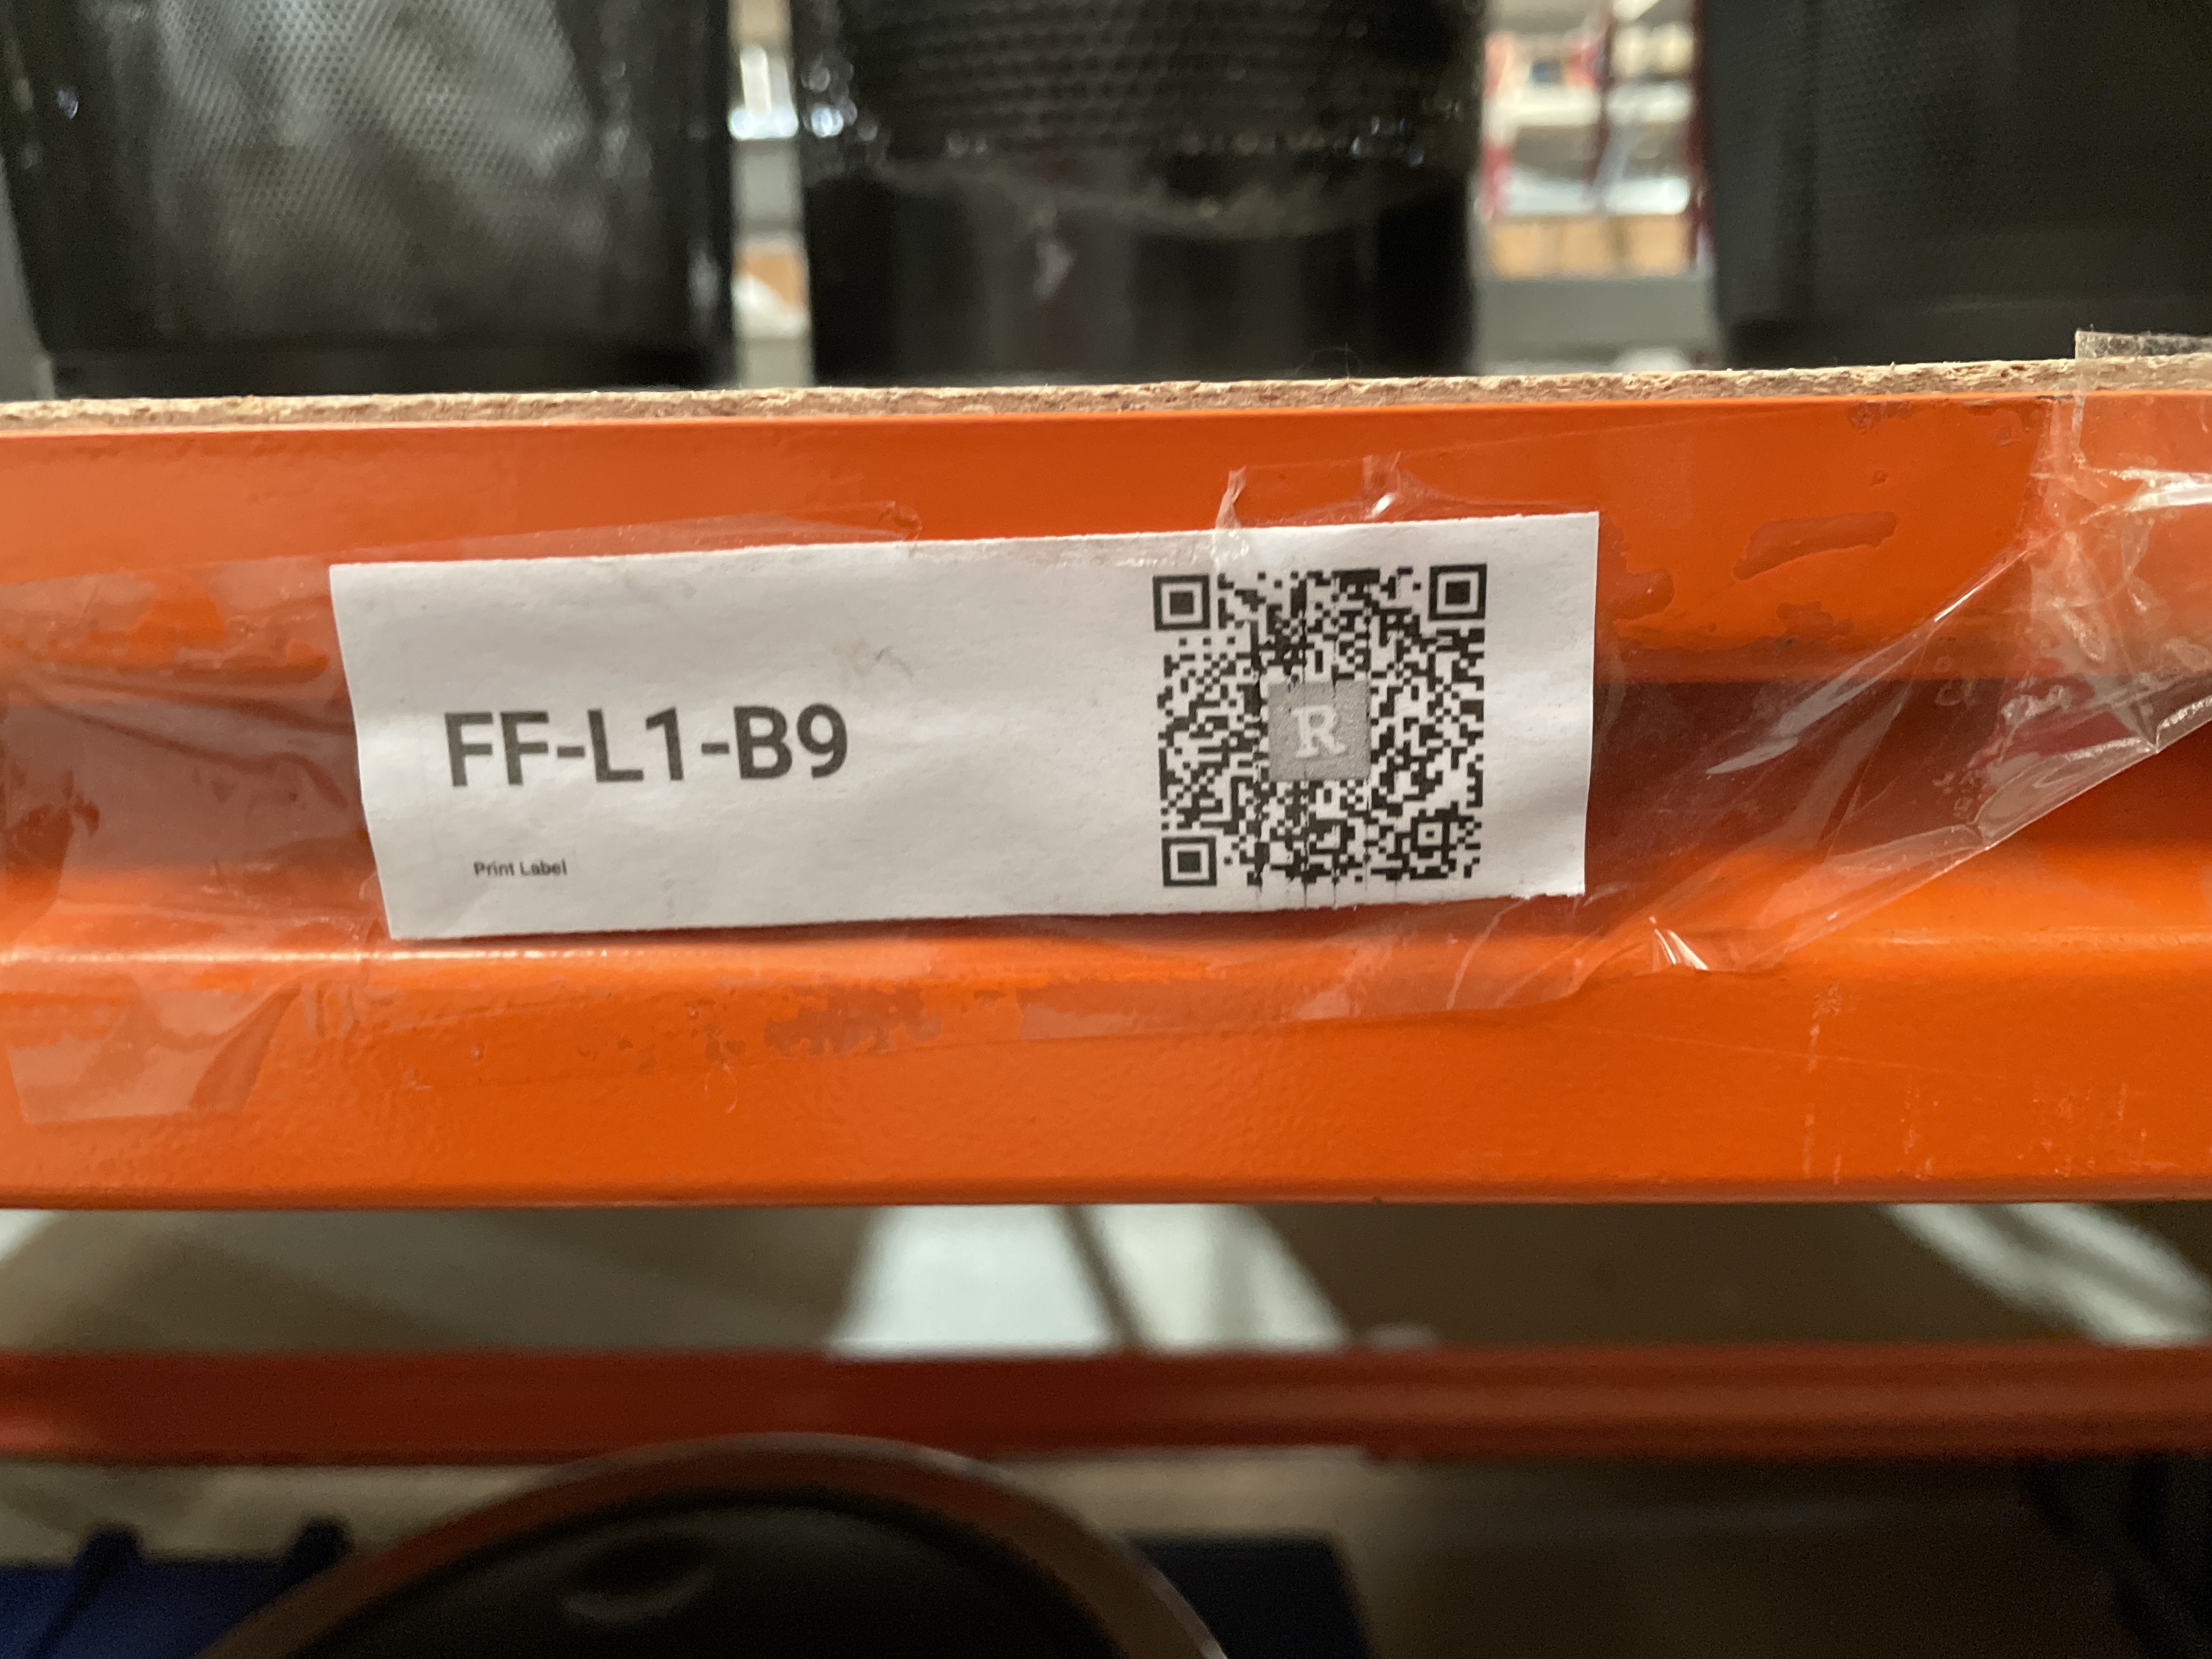 FF-L1-B9
R
Print Label